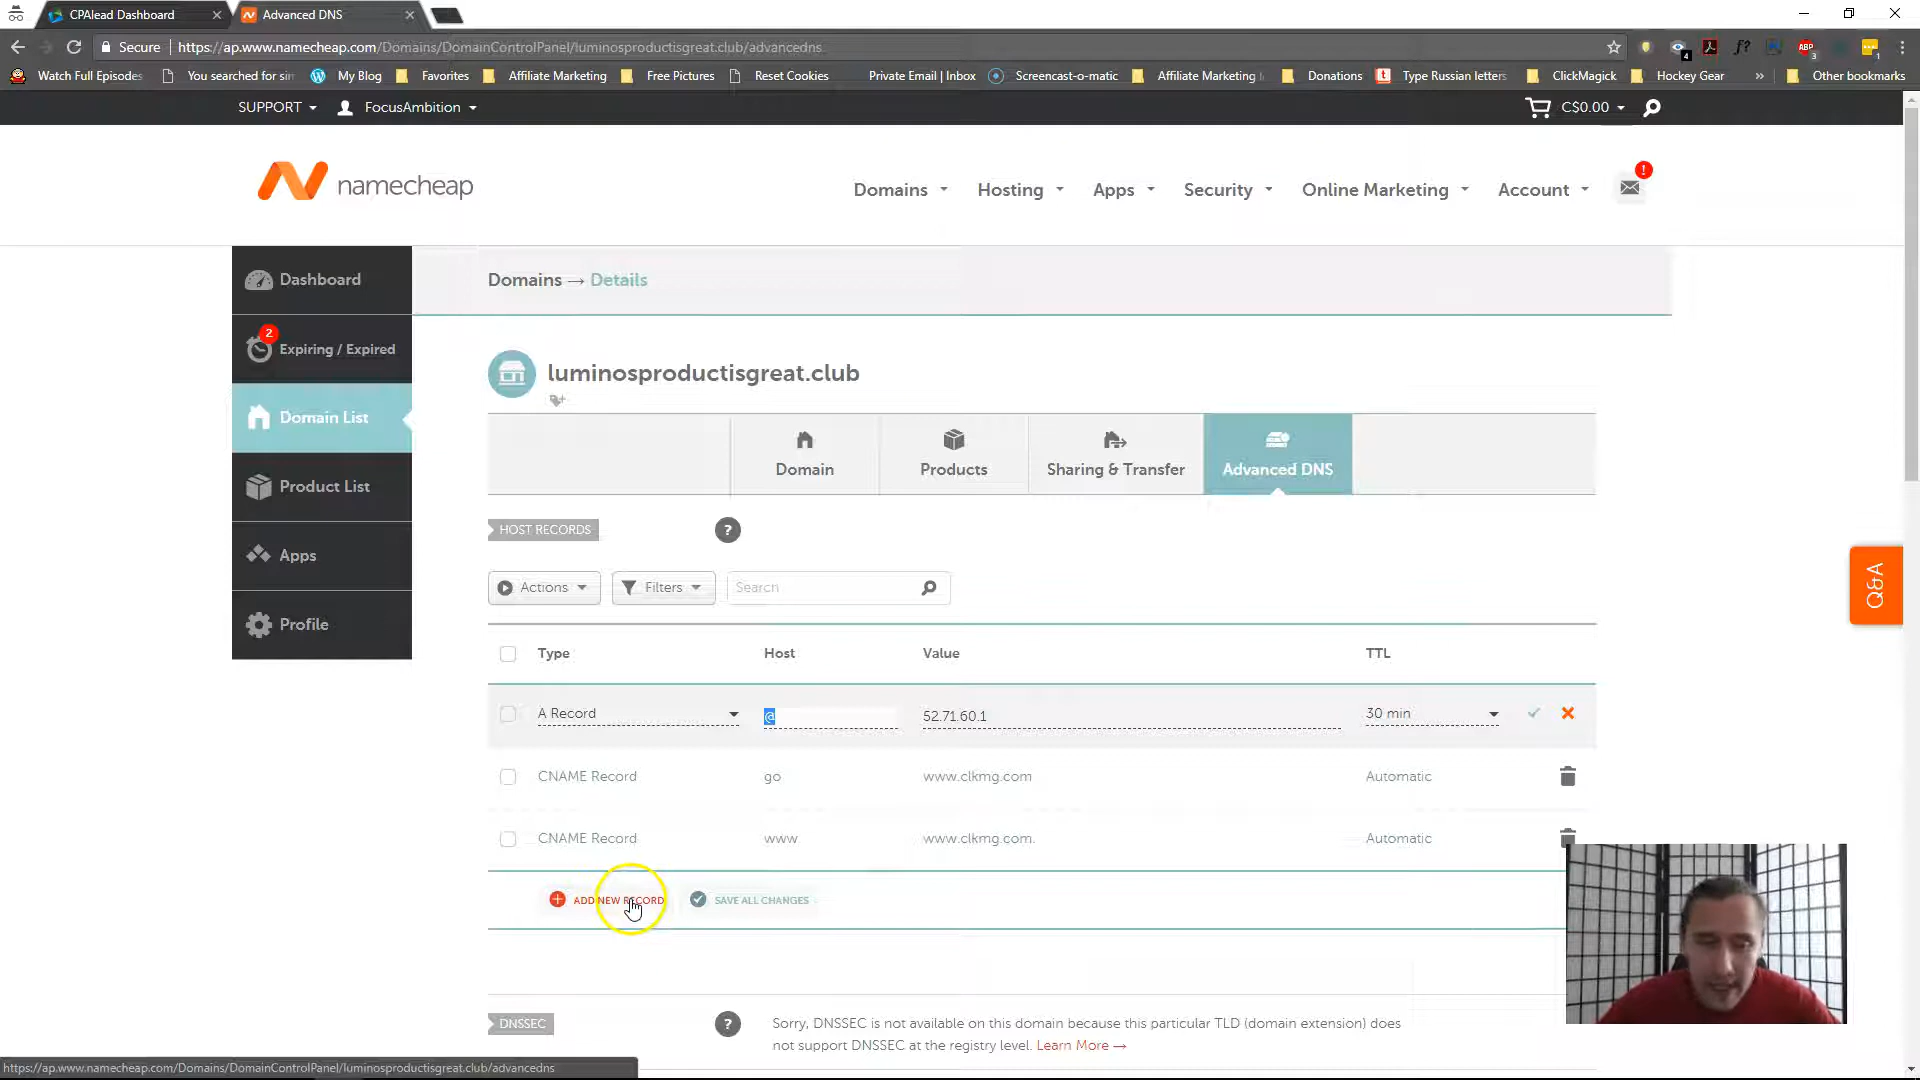 CPAlead Dashboard
Advanced DNS
Secure
https://ap.www.namecheap.com/Domains/DomainControlPanel/luminosproductisgreat.club/advancedns
ABP
Watch Full Episodes
You searched for sin
My Blog
Favorites
Affiliate Marketing
Free Pictures
Reset Cookies
Private Email | Inbox
Screencast-o-matic
Affiliate Marketing
Donations
Type Russian letters
ClickMagick
Hockey Gear
»
Other bookmarks
SUPPORT
FocusAmbition
C$0.00
namecheap
Domains
Hosting
Apps
Security
Online Marketing
Account
!
Dashboard
2
Expiring / Expired
Domain List
Product List
Apps
Profile
Domains → Details
luminosproductisgreat.club
Domain
Products
Sharing & Transfer
Advanced DNS
HOST RECORDS
?
Actions
Filters
Search
Type Host Value TTL
A Record @ 52.71.60.1 30 min
CNAME Record go www.clkmg.com Automatic
CNAME Record www www.clkmg.com. Automatic
ADD NEW RECORD
SAVE ALL CHANGES
DNSSEC
?
Sorry, DNSSEC is not available on this domain because this particular TLD (domain extension) does
not support DNSSEC at the registry level. Learn More →
Q&A
https://ap.www.namecheap.com/Domains/DomainControlPanel/luminosproductisgreat.club/advancedns